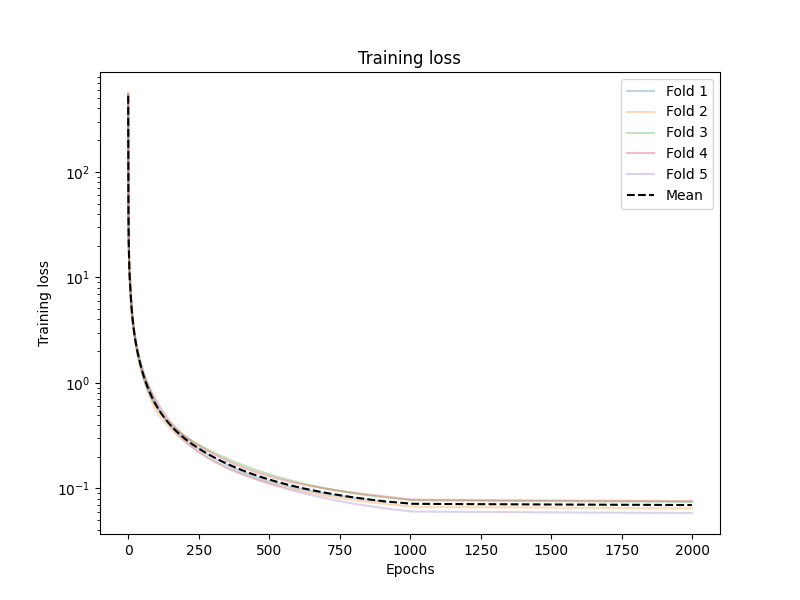 Training loss
Fold 1
Fold 2
Fold 3
Fold 4
Fold 5
Mean
Training loss
10²
10¹
10⁰
10⁻¹
0 250 500 750 1000 1250 1500 1750 2000
Epochs